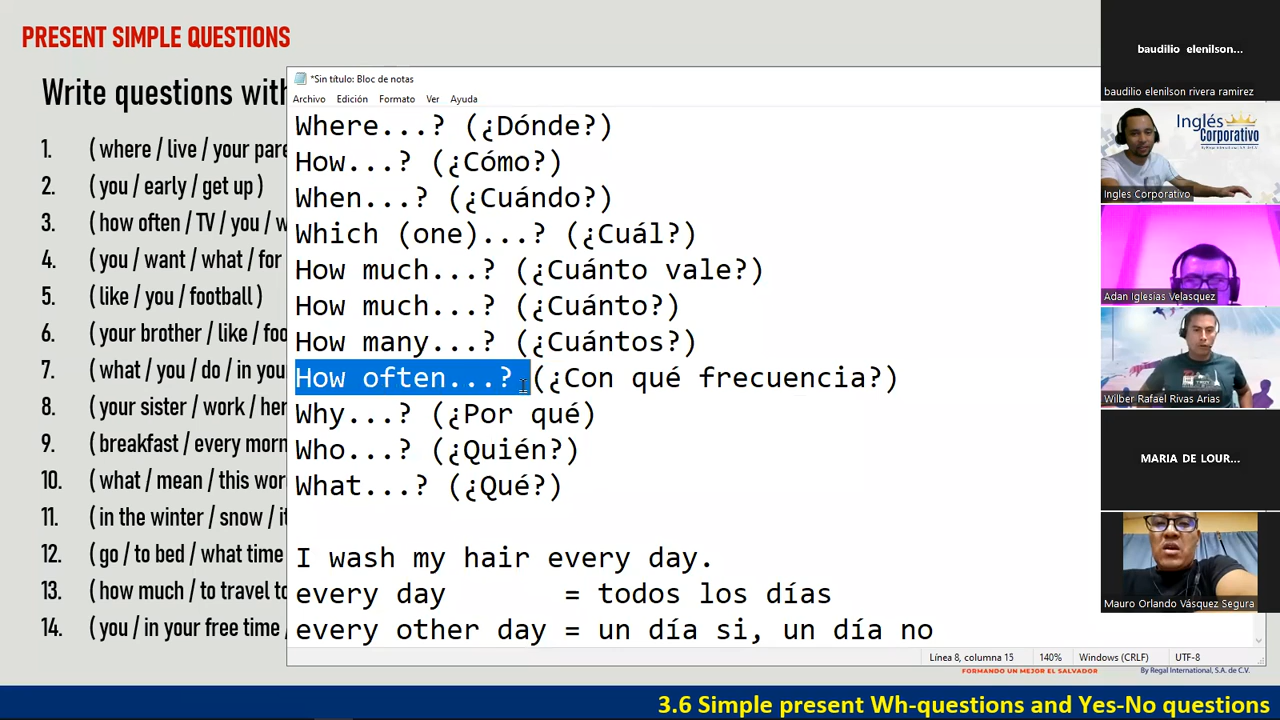 PRESENT SIMPLE QUESTIONS
Write questions with
1. ( where / live / your pare
2. ( you / early / get up )
3. ( how often / TV / you / w
4. ( you / want / what / for
5. ( like / you / football )
6. ( your brother / like / foo
7. ( what / you / do / in you
8. ( your sister / work / her
9. ( breakfast / every morn
10. ( what / mean / this wor
11. ( in the winter / snow / it
12. ( go / to bed / what time
13. ( how much / to travel to
14. ( you / in your free time /
*Sin título: Bloc de notas
Archivo Edición Formato Ver Ayuda
Where...? (¿Dónde?)
How...? (¿Cómo?)
When...? (¿Cuándo?)
Which (one)...? (¿Cuál?)
How much...? (¿Cuánto vale?)
How much...? (¿Cuánto?)
How many...? (¿Cuántos?)
How often...? (¿Con qué frecuencia?)
Why...? (¿Por qué)
Who...? (¿Quién?)
What...? (¿Qué?)
I wash my hair every day.
every day = todos los días
every other day = un día si, un día no
Línea 8, columna 15 140% Windows (CRLF) UTF-8
FORMANDO UN MEJOR EL SALVADOR By Regal International, S.A. de C.V.
3.6 Simple present Wh-questions and Yes-No questions
baudilio elenilson...
baudilio elenilson rivera ramirez
Inglés
Corporativo
By Regal International, S.A. de C.V.
Ingles Corporativo
Adan Iglesias Velasquez
Wilber Rafael Rivas Arias
MARIA DE LOUR...
Mauro Orlando Vásquez Segura